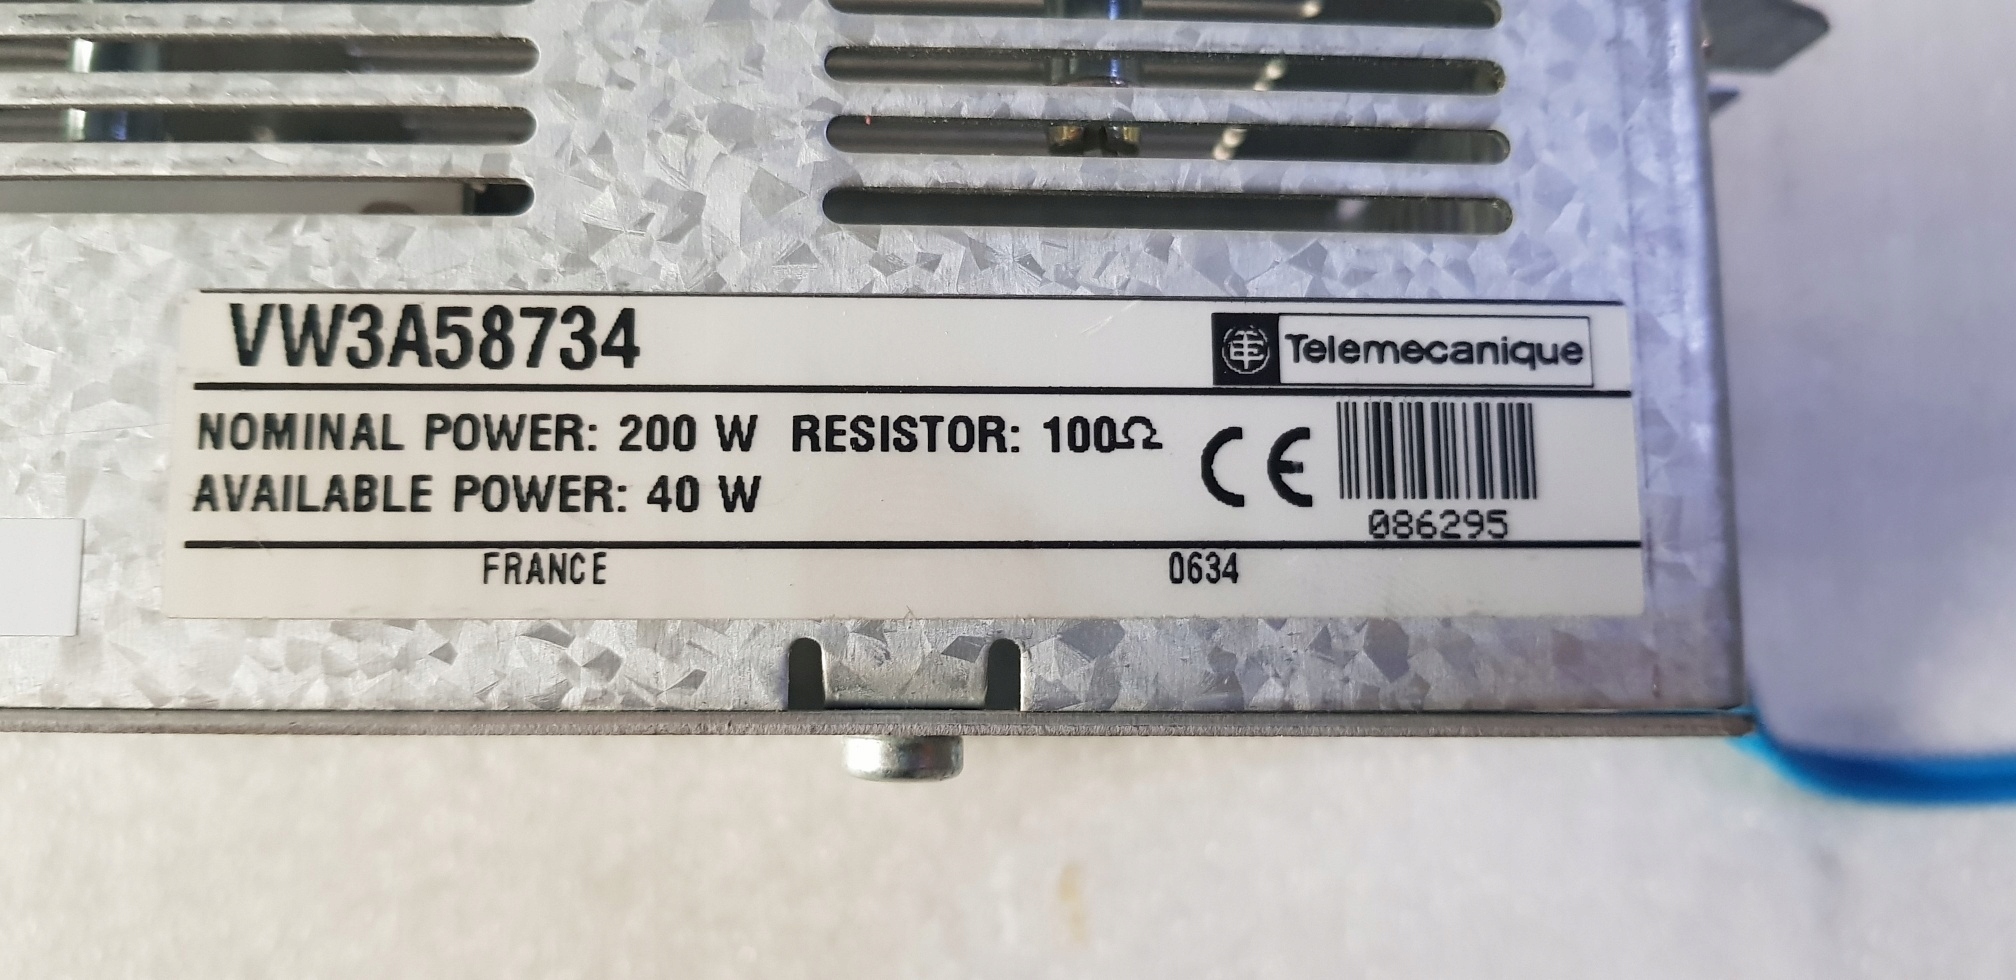 VW3A58734
Telemecanique
NOMINAL POWER: 200 W RESISTOR: 100Ω
AVAILABLE POWER: 40 W
CE
086295
FRANCE
0634